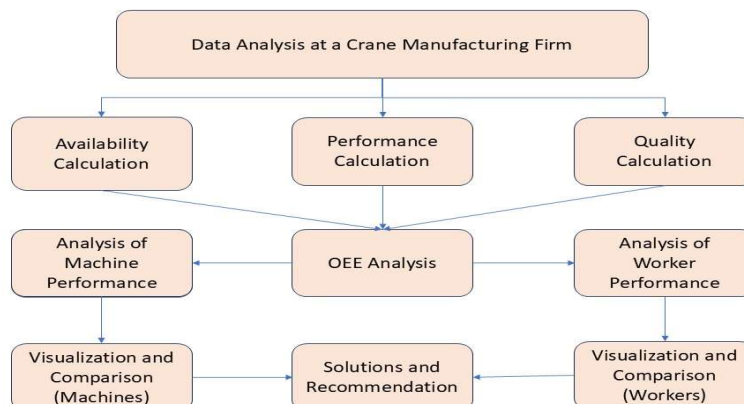 Data Analysis at a Crane Manufacturing Firm
Availability
Calculation
Performance
Calculation
Quality
Calculation
Analysis of
Machine
Performance
OEE Analysis
Analysis of
Worker
Performance
Visualization and
Comparison
(Machines)
Solutions and
Recommendation
Visualization and
Comparison
(Workers)